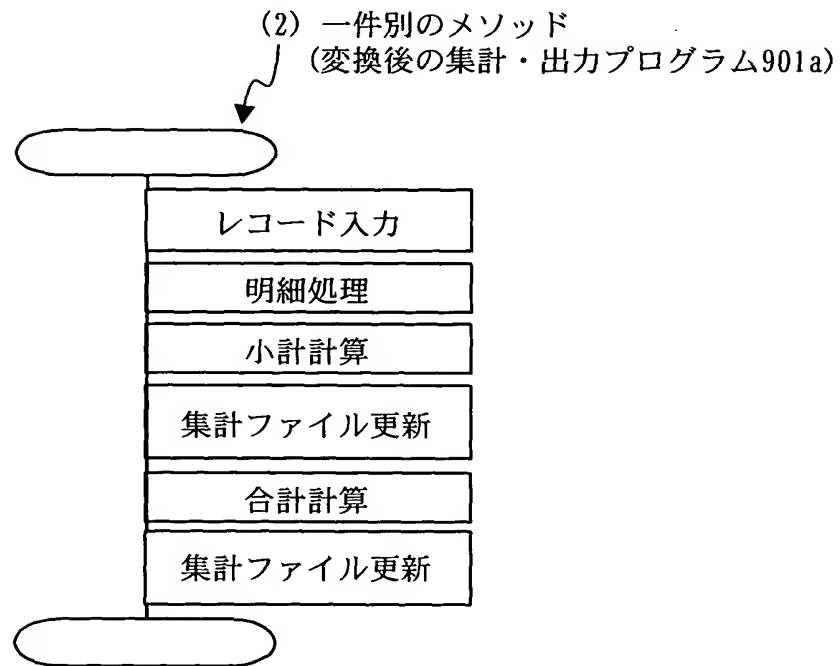 (2) 一件別のメソッド
(変換後の集計・出力プログラム901a)
レコード入力
明細処理
小計計算
集計ファイル更新
合計計算
集計ファイル更新